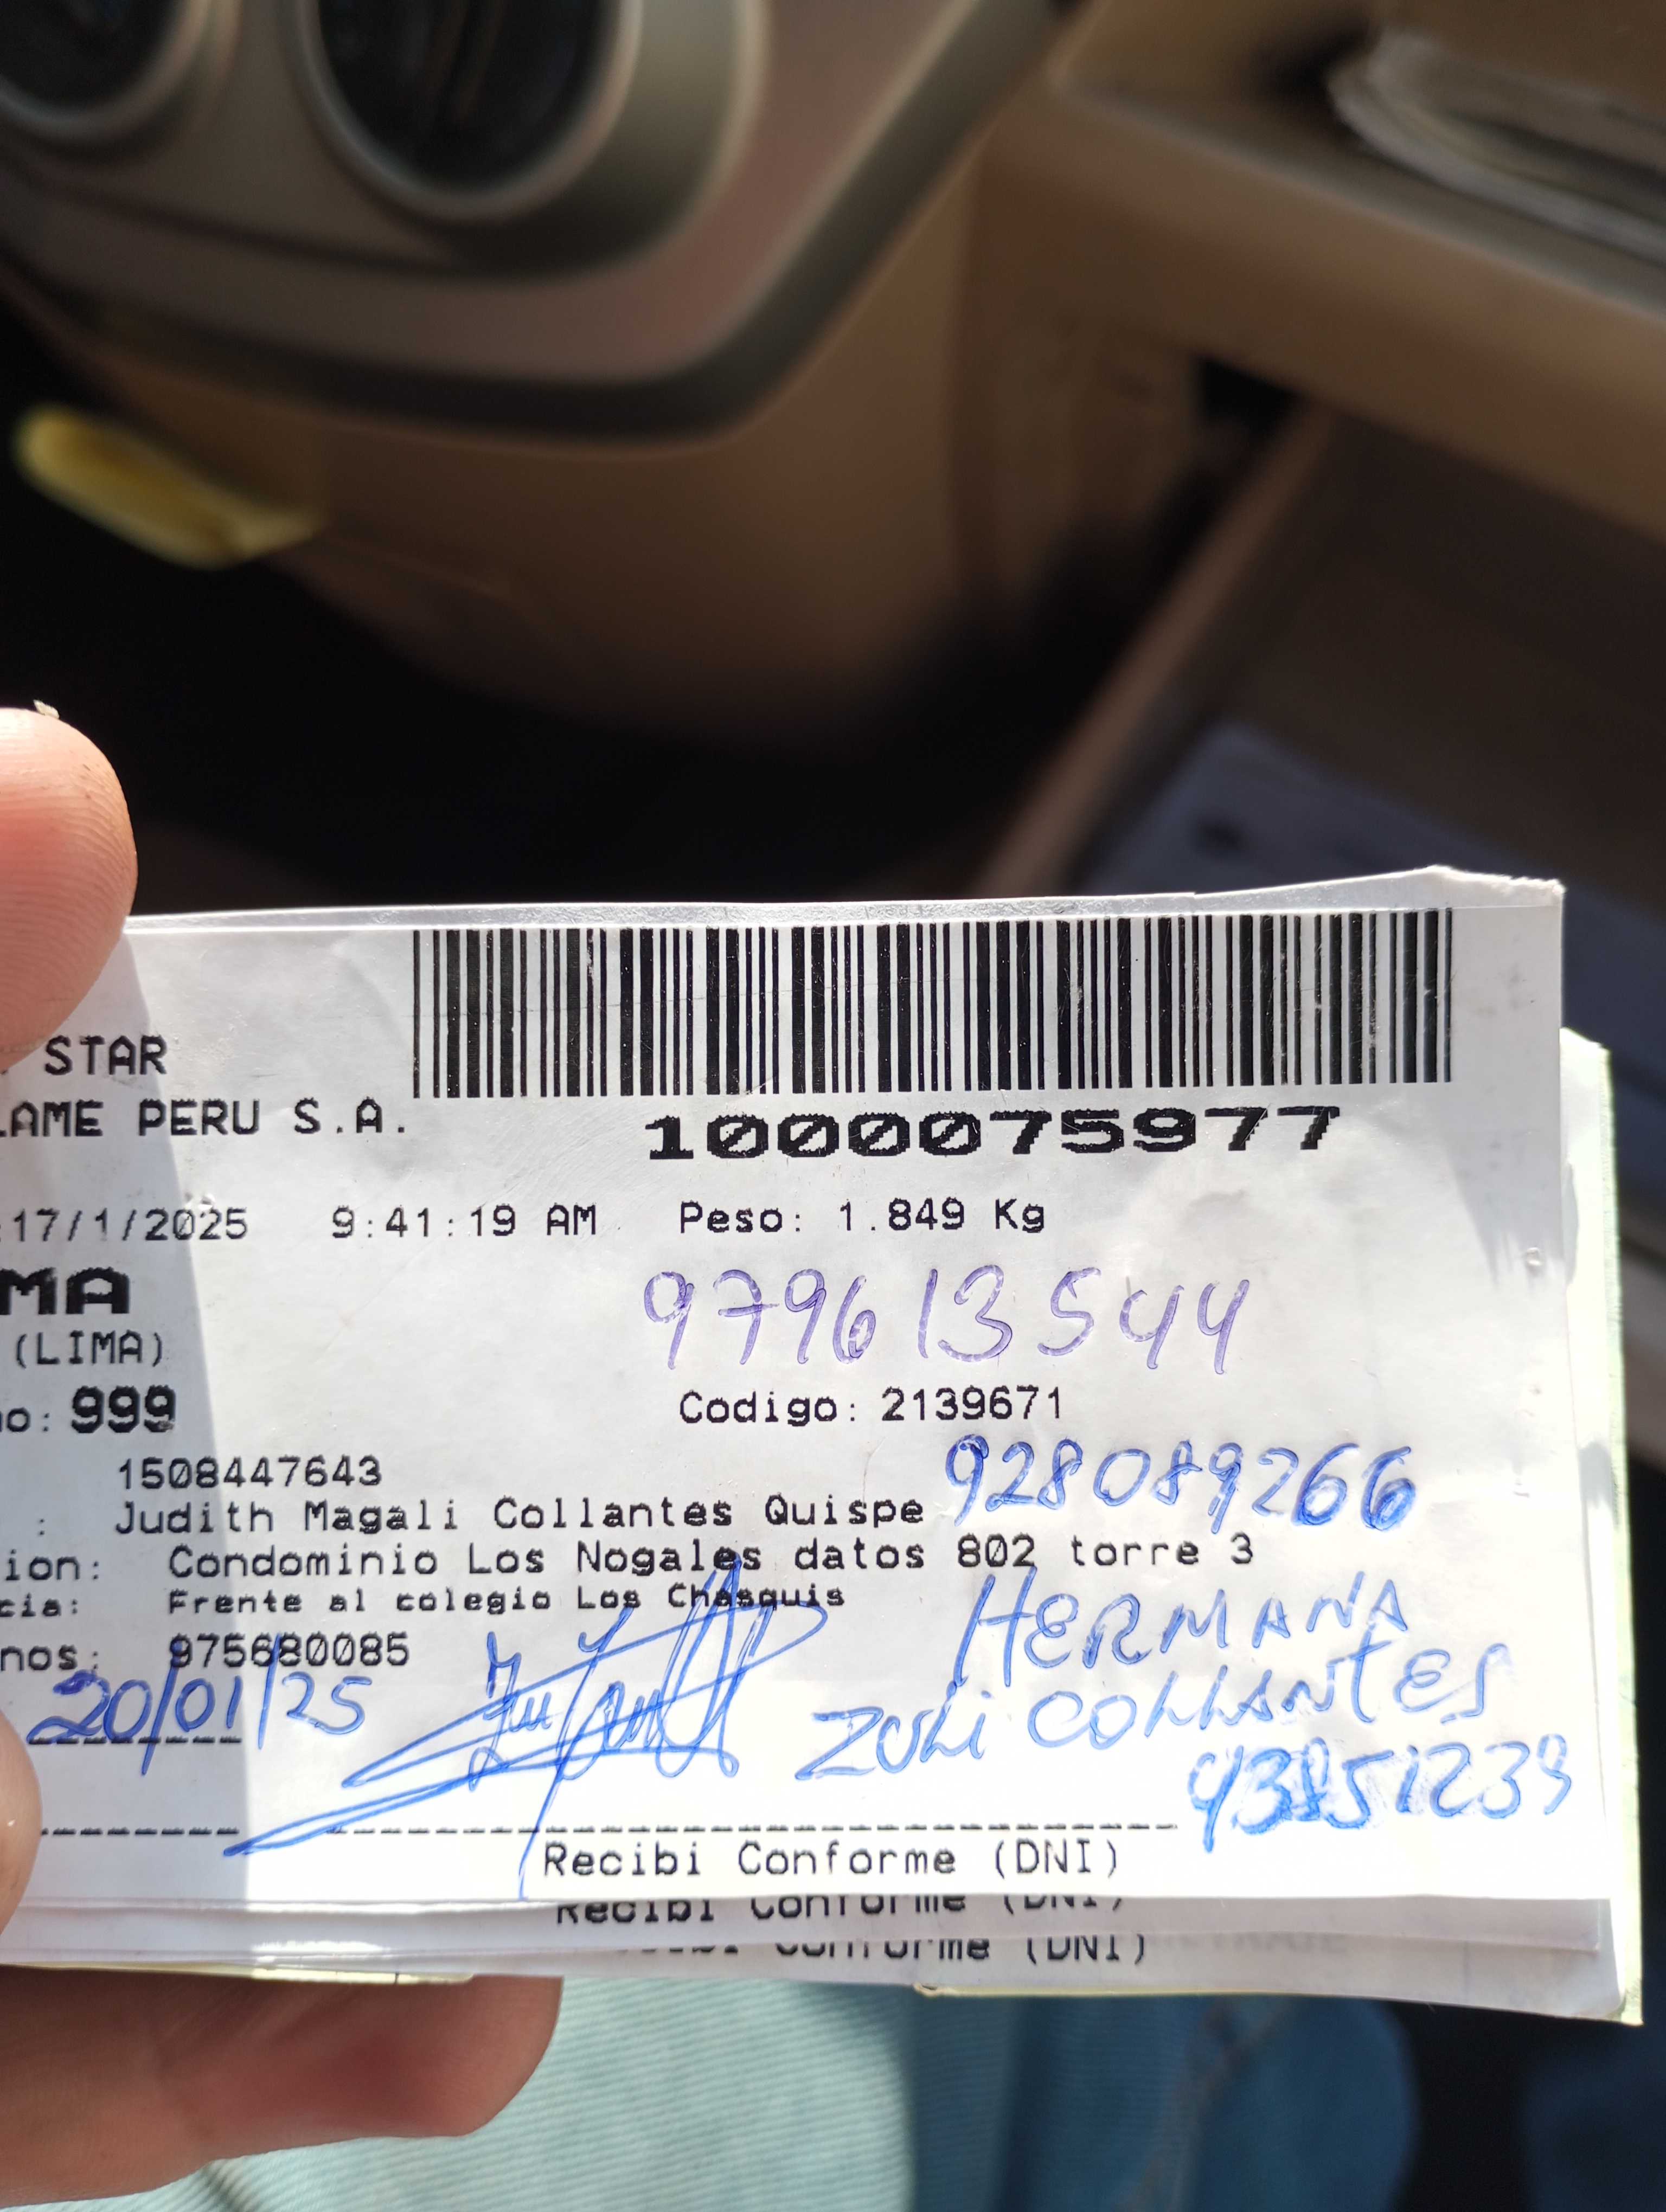 STAR
LAME PERU S.A.
1000075977
17/1/2025 9:41:19 AM Peso: 1.849 Kg
MA
979613544
(LIMA)
no: 999
Codigo: 2139671
1508447643
928089266
: Judith Magali Collantes Quispe
ion: Condominio Los Nogales datos 802 torre 3
cia: Frente al colegio Los Chasquis
HERMANA
nos: 975680085
20/01/25
ZULI COLLANTES
Recibi Conforme (DNI)
Recibi Conforme (DNI)
Conforme (DNI)